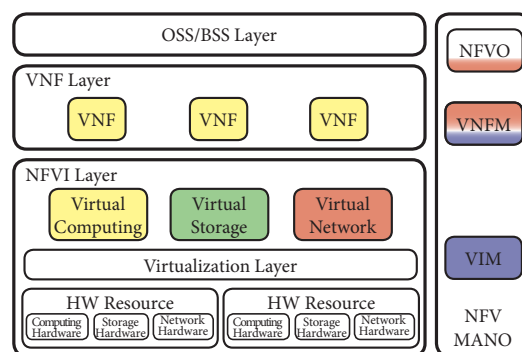 OSS/BSS Layer
VNF Layer
VNF VNF VNF
NFVI Layer
Virtual Computing
Virtual Storage
Virtual Network
Virtualization Layer
HW Resource
Computing Hardware
Storage Hardware
Network Hardware
HW Resource
Computing Hardware
Storage Hardware
Network Hardware
NFVO
VNFM
VIM
NFV
MANO